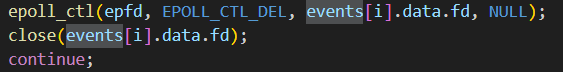 epoll_ctl(epfd, EPOLL_CTL_DEL, events[i].data.fd, NULL);
close(events[i].data.fd);
continue;